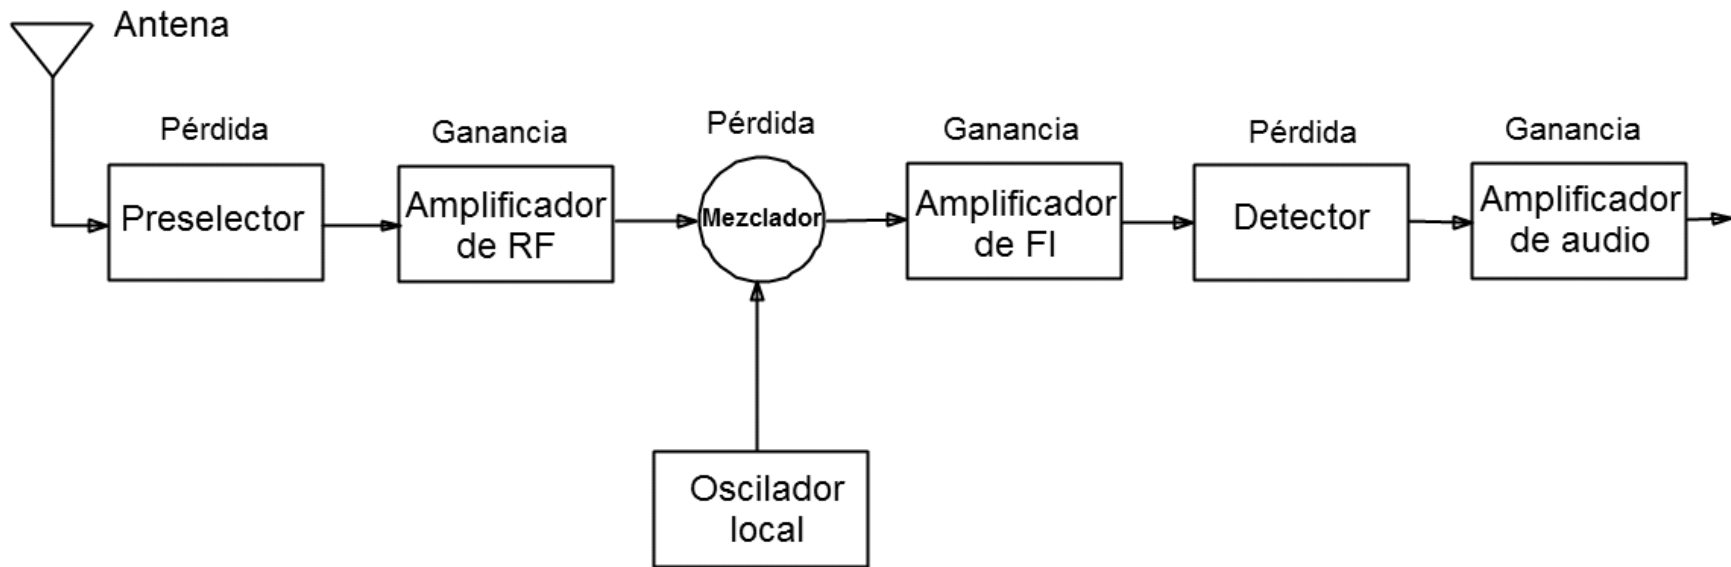 Antena
Pérdida
Ganancia
Pérdida
Ganancia
Pérdida
Ganancia
Preselector
Amplificador
de RF
Mezclador
Amplificador
de FI
Detector
Amplificador
de audio
Oscilador
local